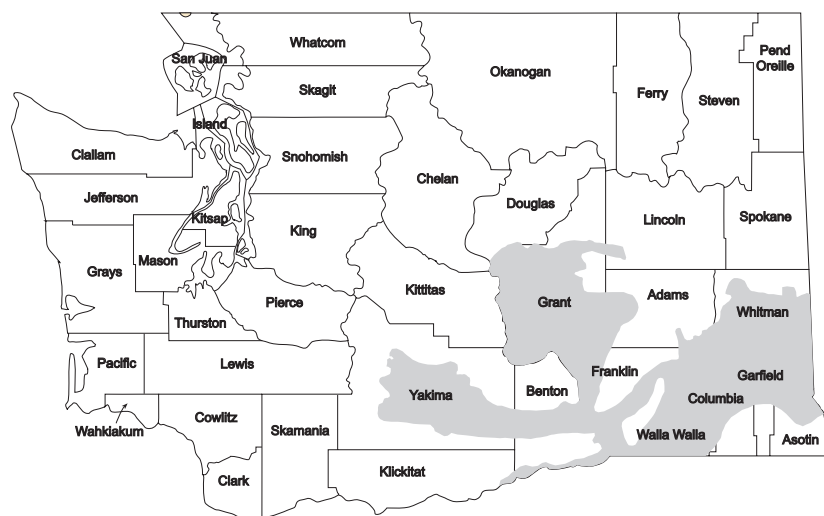 Whatcom
San Juan
Okanogan
Pend
Oreille
Skagit
Ferry
Steven
Island
Clallam
Snohomish
Chelan
Jefferson
Douglas
Kitsap
Lincoln
Spokane
King
Mason
Grays
Kittitas
Adams
Pierce
Grant
Whitman
Thurston
Pacific
Lewis
Franklin
Garfield
Yakima
Benton
Columbia
Cowlitz
Wahkiakum
Skamania
Walla Walla
Asotin
Klickitat
Clark